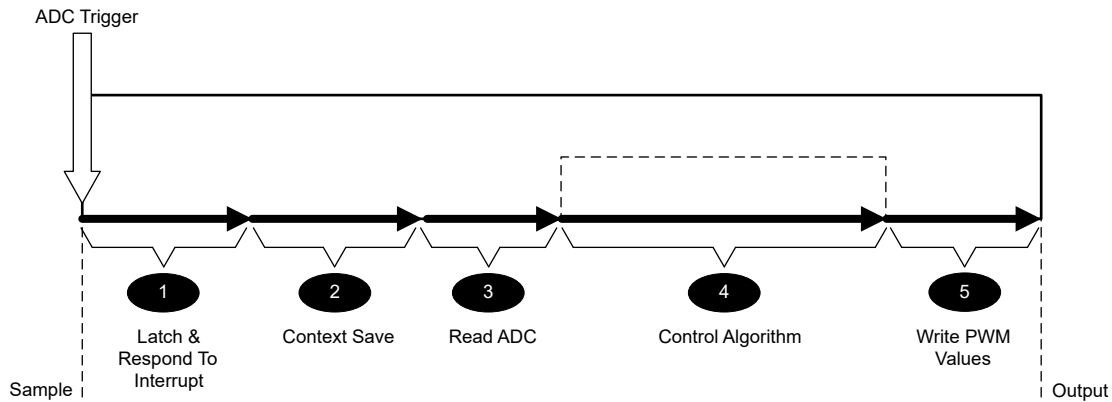 ADC Trigger
1
2
3
4
5
Latch &
Respond To
Interrupt
Context Save
Read ADC
Control Algorithm
Write PWM
Values
Sample
Output